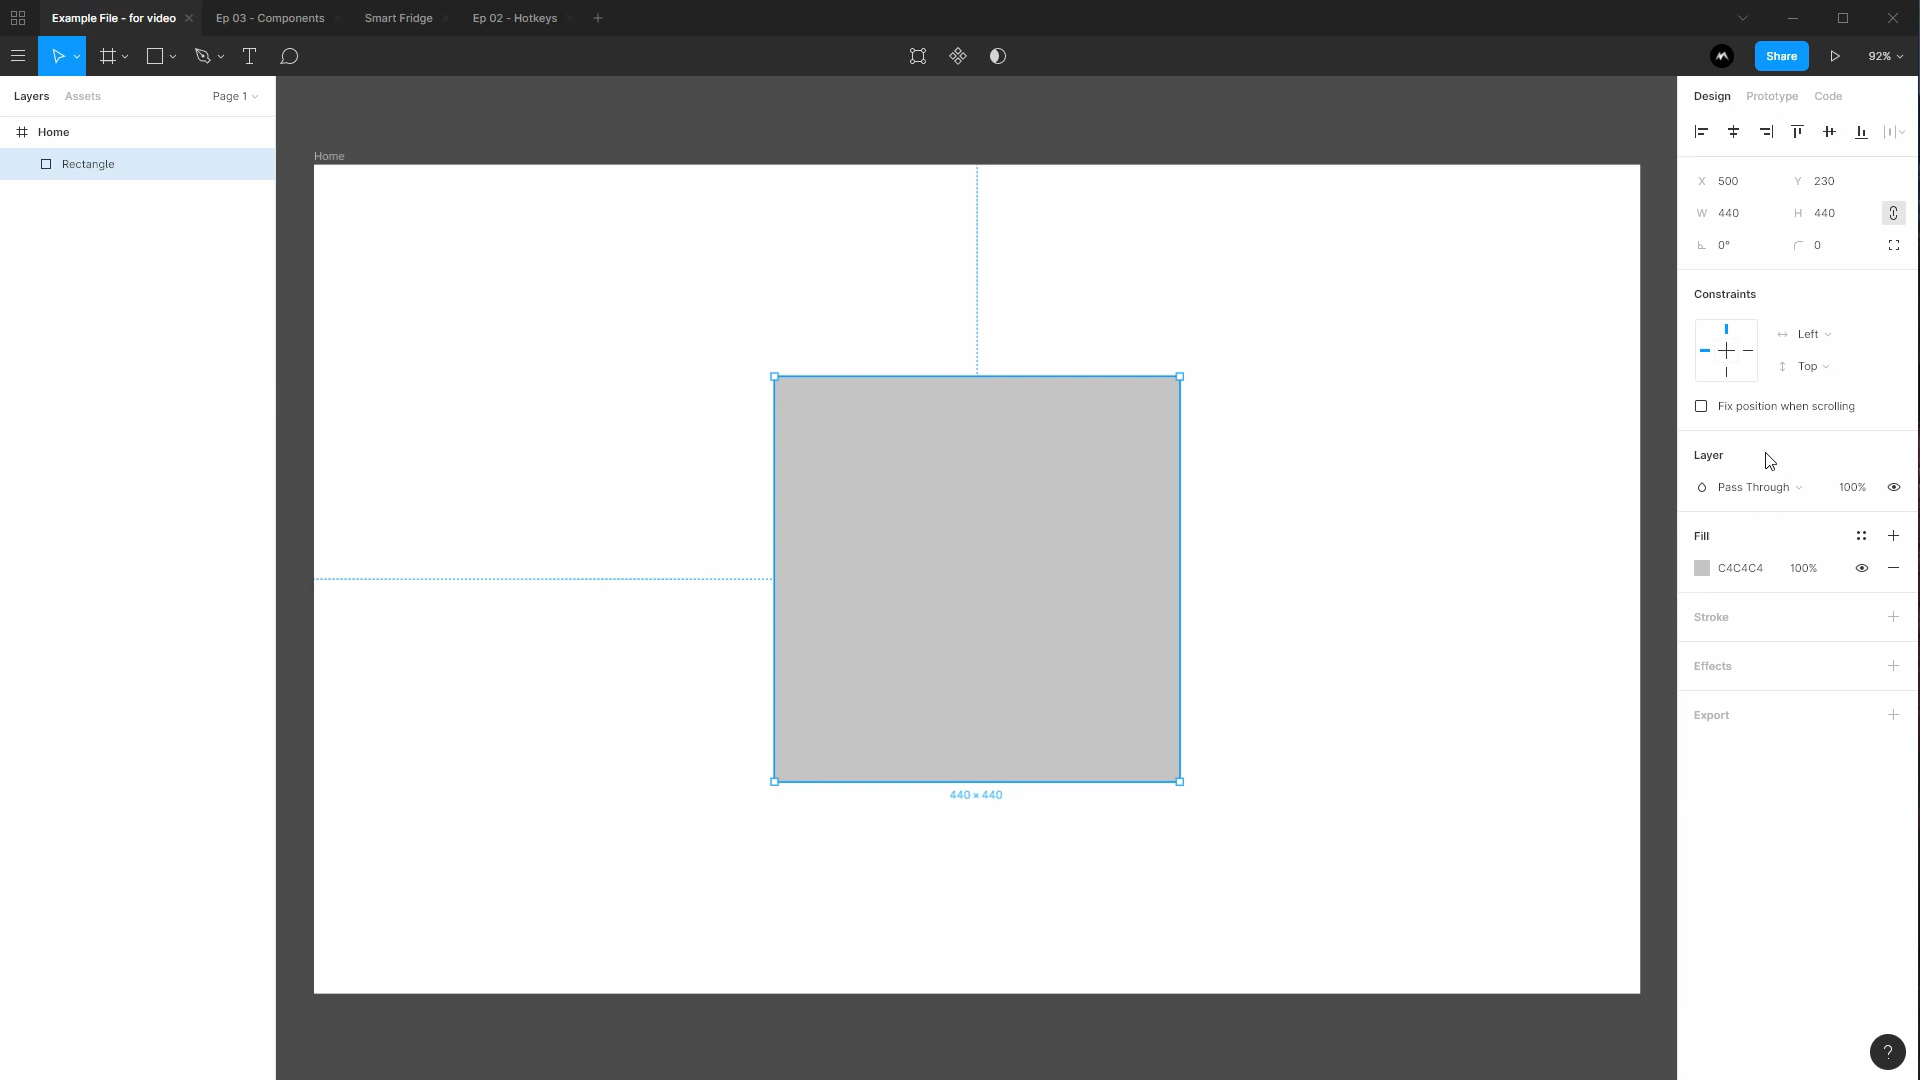 Example File - for video
Ep 03 - Components
Smart Fridge
Ep 02 - Hotkeys
Share
92%
Layers
Assets
Page 1
Home
Rectangle
Home
440 × 440
Design
Prototype
Code
X 500
Y 230
W 440
H 440
0°
0
Constraints
Left
Top
Fix position when scrolling
Layer
Pass Through
100%
Fill
C4C4C4
100%
Stroke
Effects
Export
?